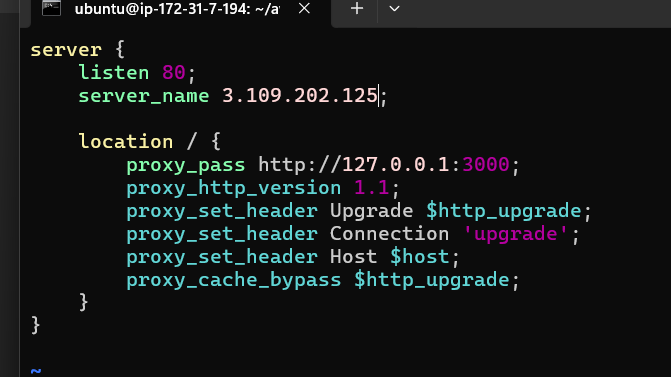 ubuntu@ip-172-31-7-194: ~/a
server {
    listen 80;
    server_name 3.109.202.125;

    location / {
        proxy_pass http://127.0.0.1:3000;
        proxy_http_version 1.1;
        proxy_set_header Upgrade $http_upgrade;
        proxy_set_header Connection 'upgrade';
        proxy_set_header Host $host;
        proxy_cache_bypass $http_upgrade;
    }
}
~